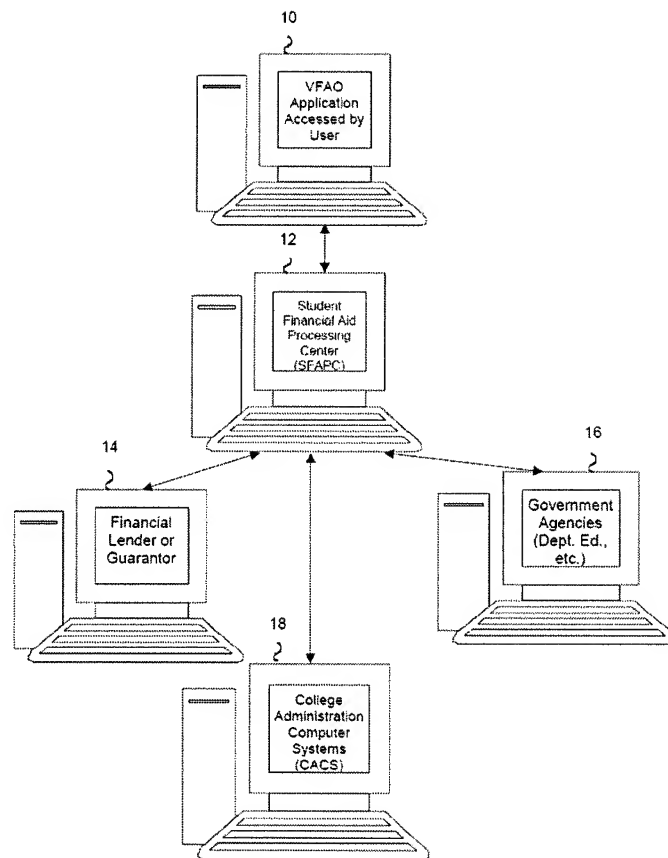 10
VFAO
Application
Accessed by
User
12
Student
Financial Aid
Processing
Center
(SFAPC)
14
Financial
Lender or
Guarantor
16
Government
Agencies
(Dept. Ed.,
etc.)
18
College
Administration
Computer
Systems
(CACS)